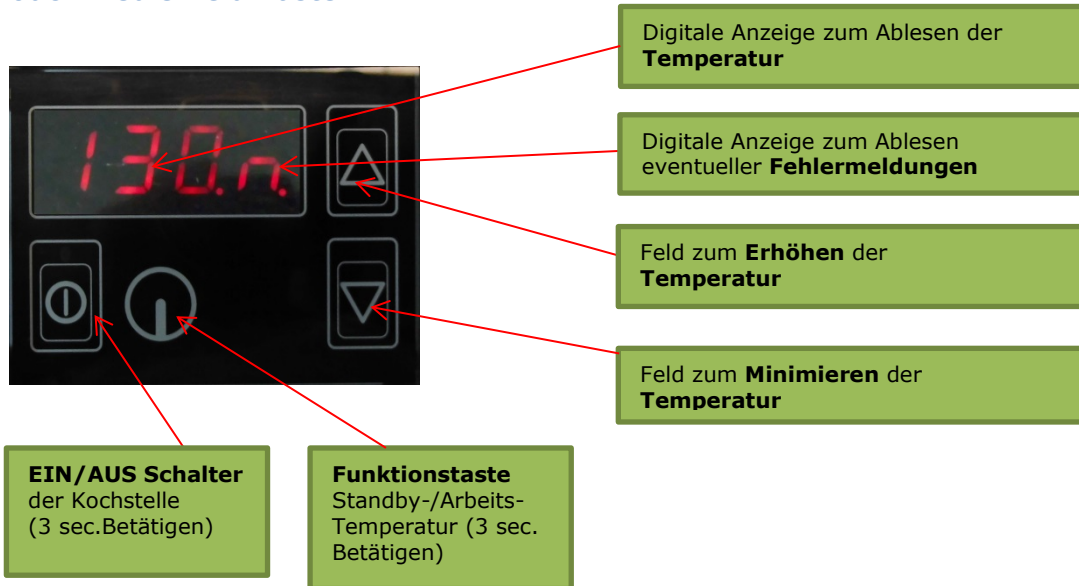 Digitale Anzeige zum Ablesen der
Temperatur
130.n.
Digitale Anzeige zum Ablesen
eventueller Fehlermeldungen
Feld zum Erhöhen der
Temperatur
Feld zum Minimieren der
Temperatur
EIN/AUS Schalter
der Kochstelle
(3 sec.Betätigen)
Funktionstaste
Standby-/Arbeits-
Temperatur (3 sec.
Betätigen)